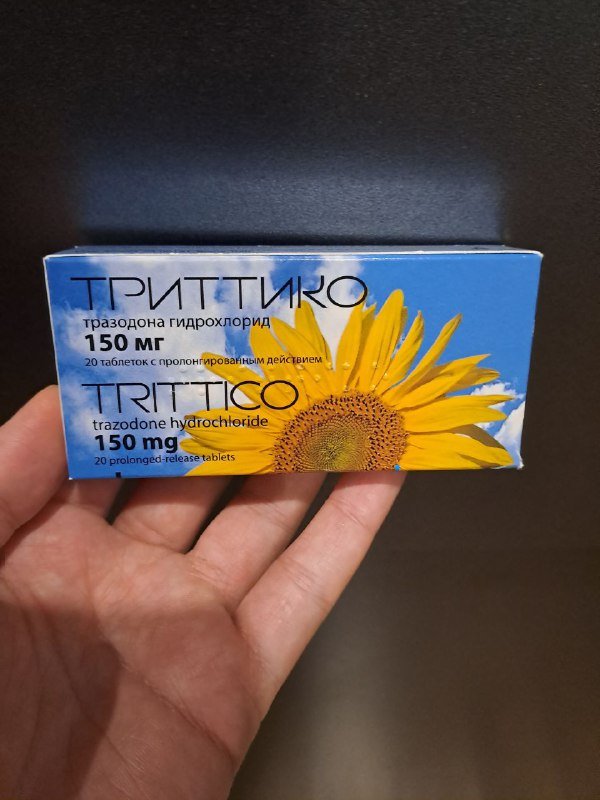 ТРИТТИКО
тразодона гидрохлорид
150 мг
20 таблеток с пролонгированным действием
TRITTICO
trazodone hydrochloride
150 mg
20 prolonged-release tablets